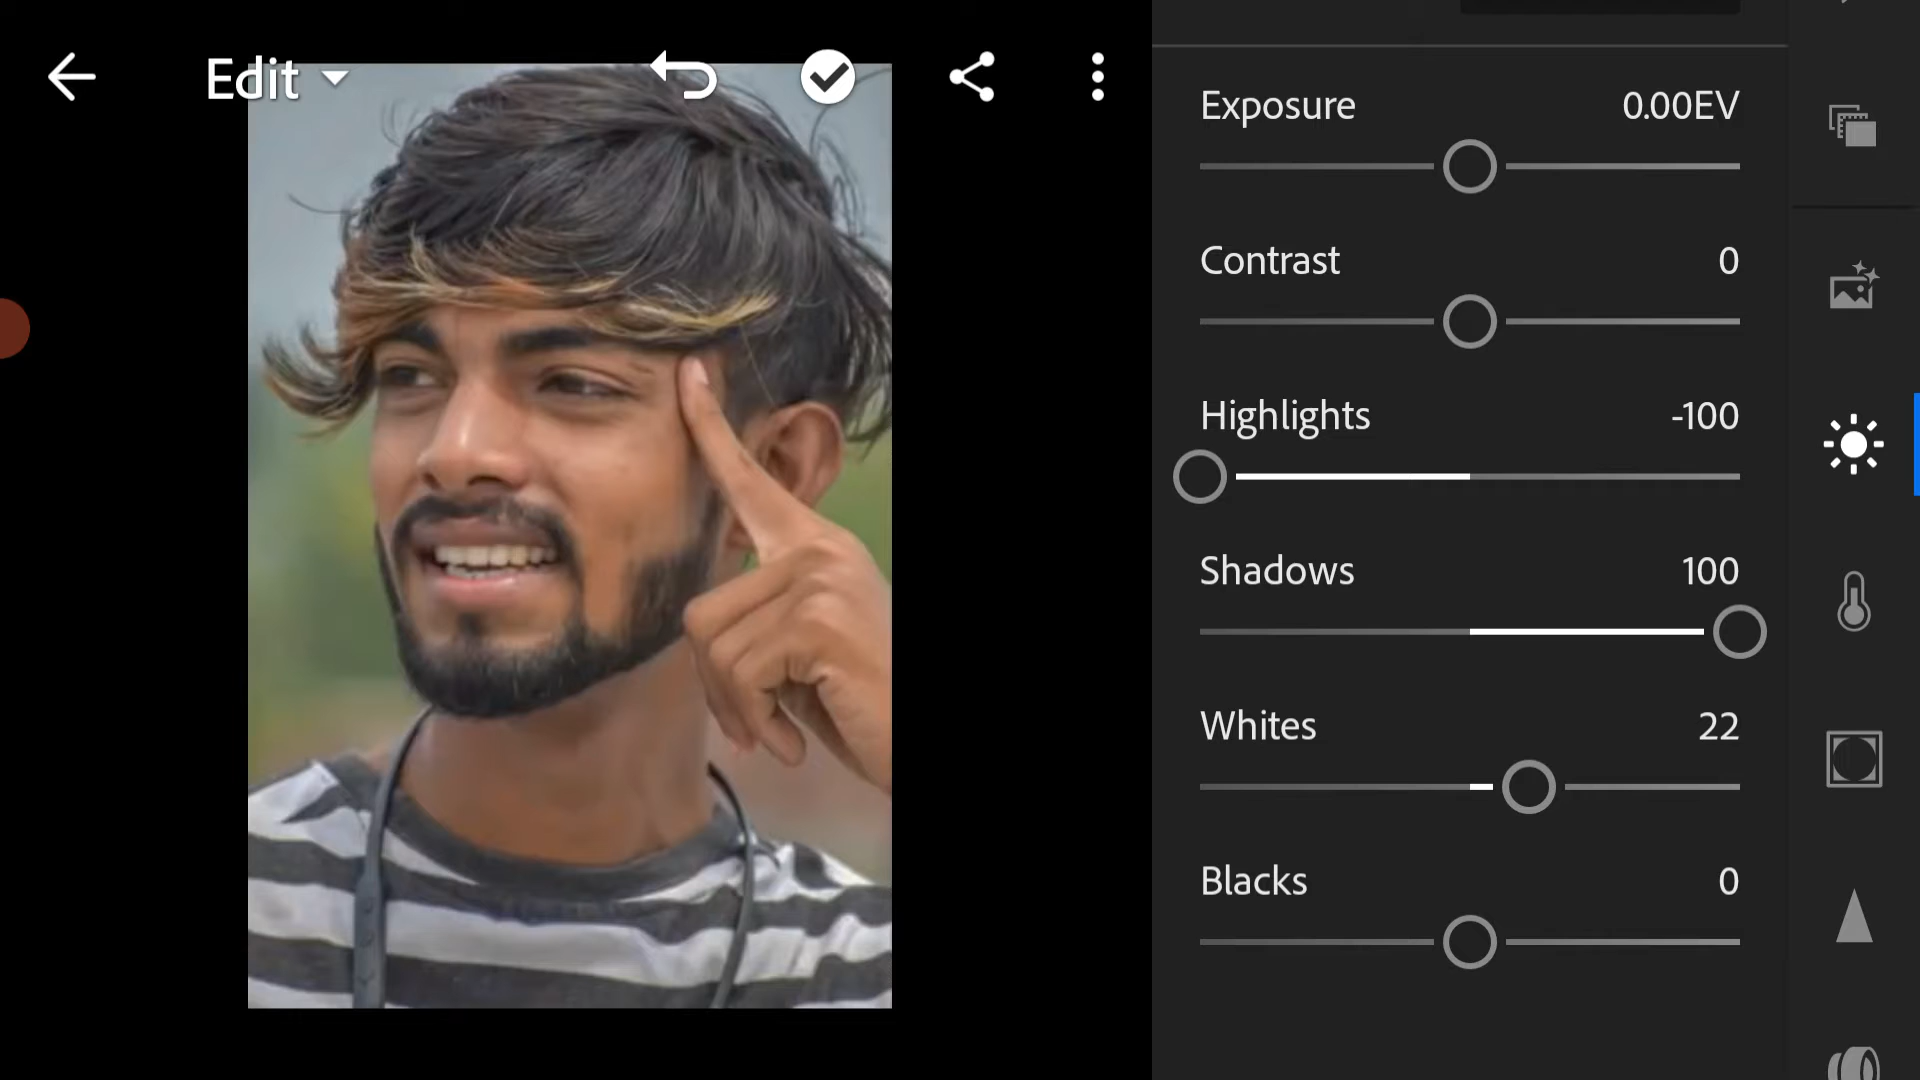 Edit
Exposure 0.00EV
Contrast 0
Highlights -100
Shadows 100
Whites 22
Blacks 0